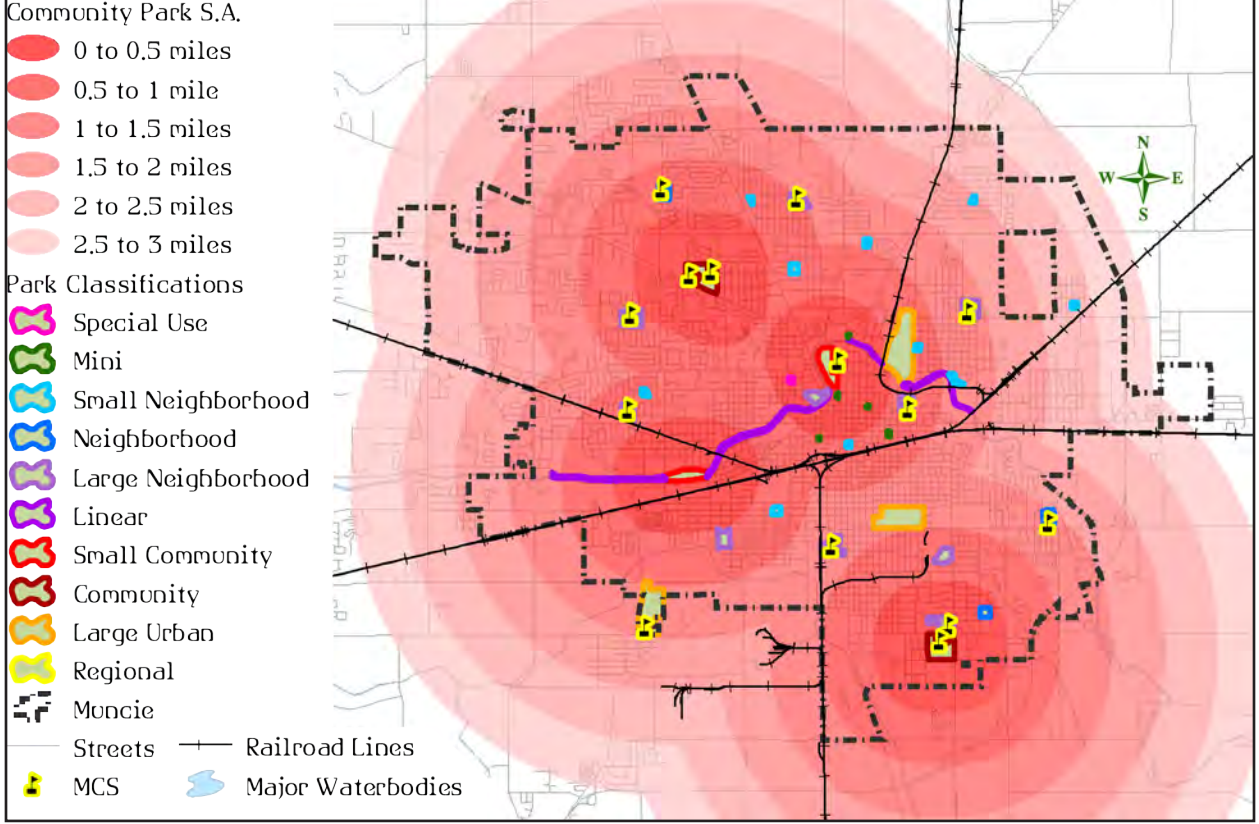 Community Park S.A.
0 to 0.5 miles
0.5 to 1 mile
1 to 1.5 miles
1.5 to 2 miles
2 to 2.5 miles
2.5 to 3 miles
Park Classifications
Special Use
Mini
Small Neighborhood
Neighborhood
Large Neighborhood
Linear
Small Community
Community
Large Urban
Regional
Muncie
Streets
Railroad Lines
MCS
Major Waterbodies
N
W E
S